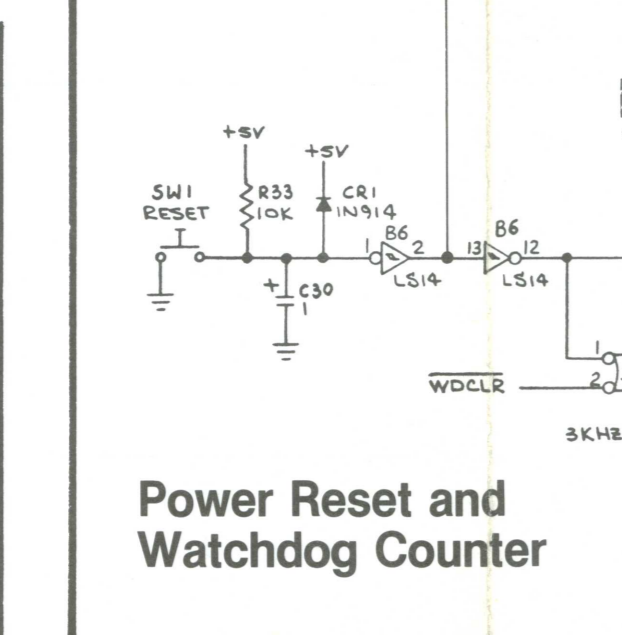 +5V
+5V
SW1
RESET
R33
10K
CR1
1N914
1
B6
2
LS14
13
B6
12
LS14
+
C30
1
1
WDCLR
2
3KHZ
Power Reset and
Watchdog Counter